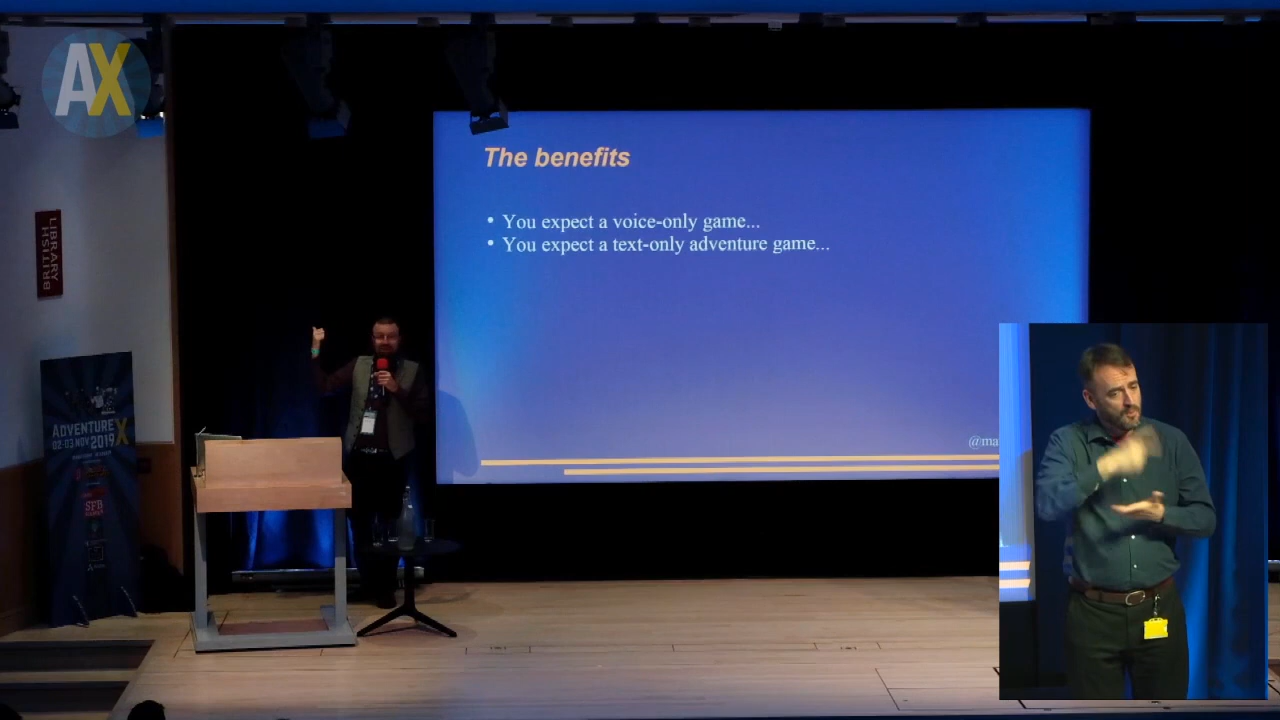 AX
The benefits
• You expect a voice-only game...
• You expect a text-only adventure game...
@ma
BRITISH
LIBRARY
ADVENTURE X
02-03 NOV 2019
SFB